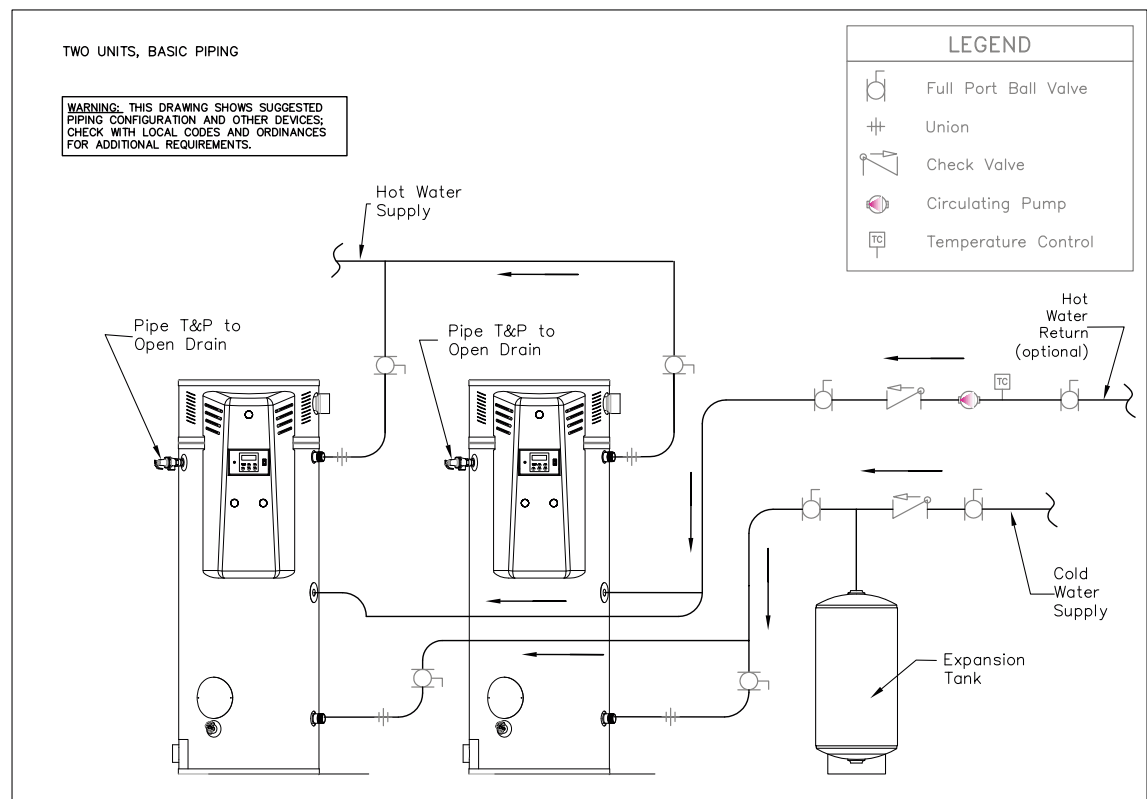 TWO UNITS, BASIC PIPING
WARNING: THIS DRAWING SHOWS SUGGESTED
PIPING CONFIGURATION AND OTHER DEVICES;
CHECK WITH LOCAL CODES AND ORDINANCES
FOR ADDITIONAL REQUIREMENTS.
LEGEND
Full Port Ball Valve
Union
Check Valve
Circulating Pump
TC
Temperature Control
Hot Water
Supply
Pipe T&P to
Open Drain
Pipe T&P to
Open Drain
Hot
Water
Return
(optional)
TC
Cold
Water
Supply
Expansion
Tank